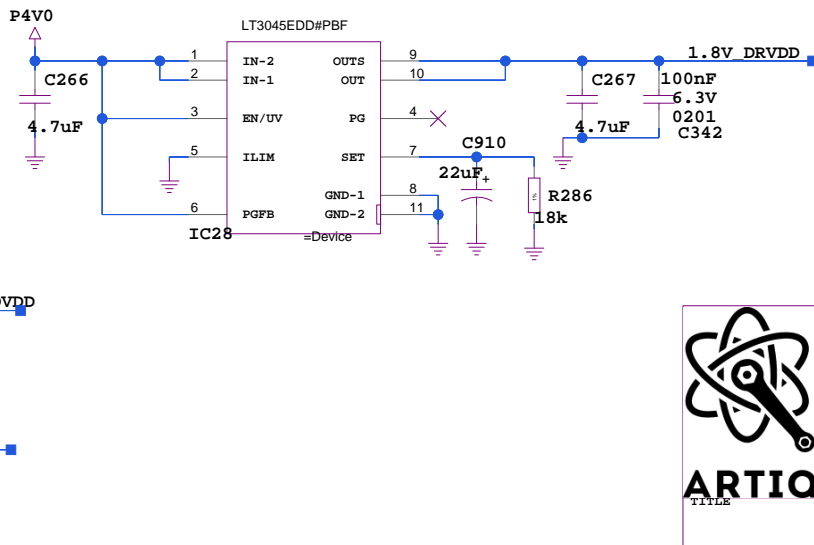 P4V0
LT3045EDD#PBF
C266
4.7uF
1 IN-2 OUTS 9
2 IN-1 OUT 10
3 EN/UV PG 4
5 ILIM SET 7
GND-1 8
6 PGFB GND-2 11
IC28
=Device
C910
22uF
+
1%
R286
18k
C267
4.7uF
1.8V_DRVDD
100nF
6.3V
0201
C342
VDD
ARTIQ
TITLE